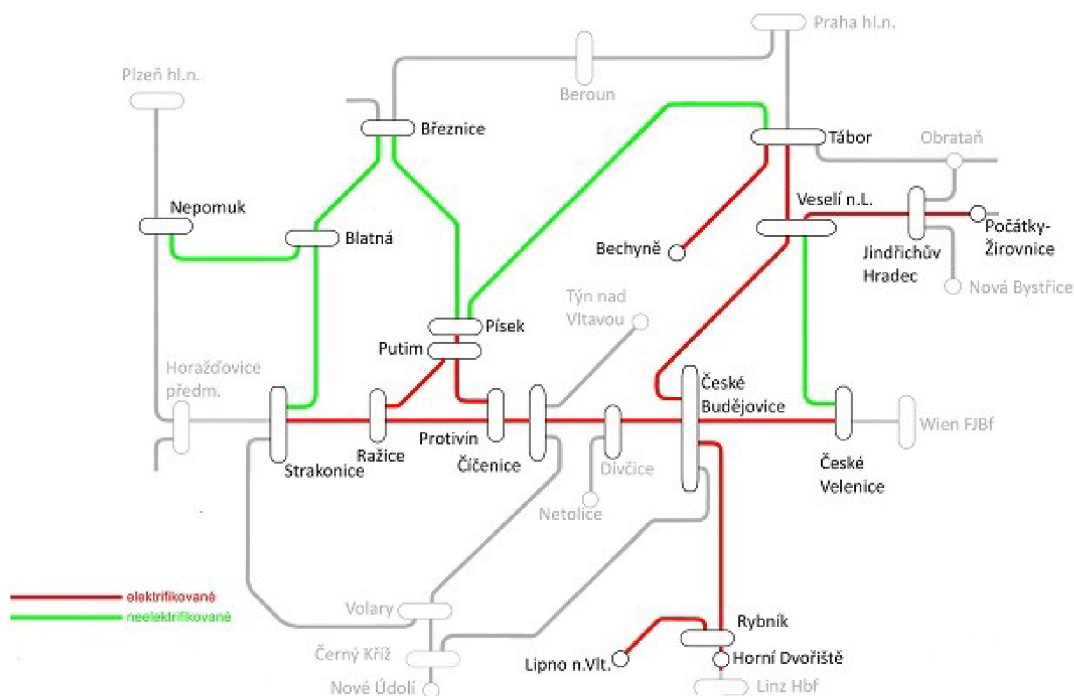 Praha hl.n.
Plzeň hl.n.
Beroun
Březnice
Tábor
Obrataň
Nepomuk
Veselí n.L.
Blatná
Bechyně
Počátky-
Žirovnice
Jindřichův
Hradec
Týn nad
Vltavou
Nová Bystřice
Písek
Putim
Horažďovice
předm.
České
Budějovice
Wien FJBf
Protivín
Ražice
Čičenice
Strakonice
Dívčice
České
Velenice
Netolice
elektrifikované
neelektrifikované
Volary
Rybník
Černý Kříž
Lipno n.Vlt.
Horní Dvořiště
Nové Údolí
Linz Hbf